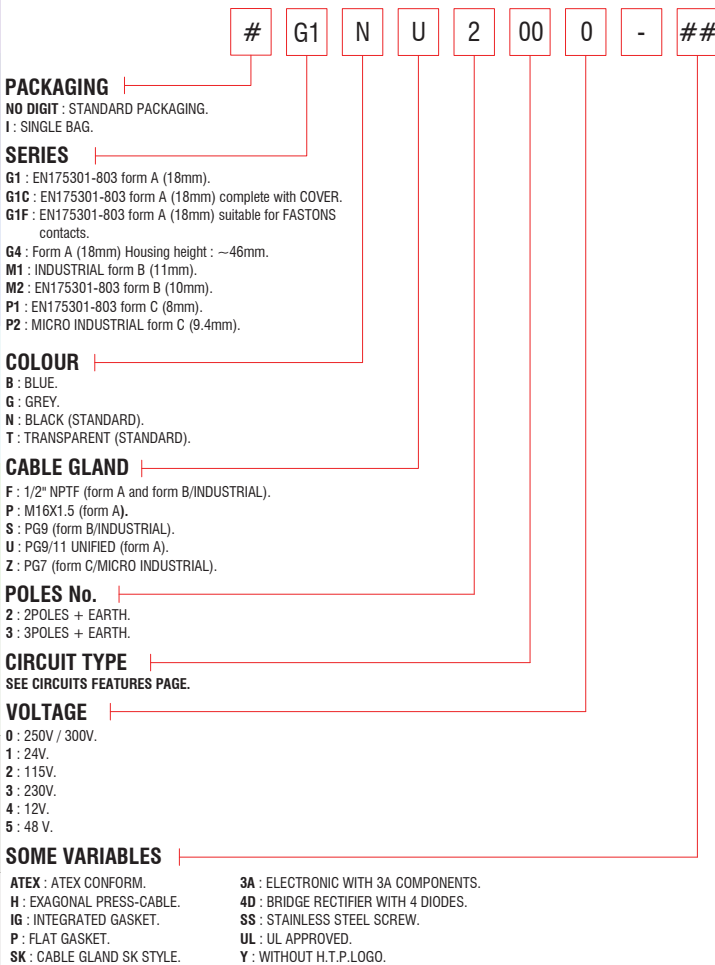 # G1 N U 2 00 0 - ##
PACKAGING
NO DIGIT : STANDARD PACKAGING.
I : SINGLE BAG.
SERIES
G1 : EN175301-803 form A (18mm).
G1C : EN175301-803 form A (18mm) complete with COVER.
G1F : EN175301-803 form A (18mm) suitable for FASTONS
contacts.
G4 : Form A (18mm) Housing height : ~46mm.
M1 : INDUSTRIAL form B (11mm).
M2 : EN175301-803 form B (10mm).
P1 : EN175301-803 form C (8mm).
P2 : MICRO INDUSTRIAL form C (9.4mm).
COLOUR
B : BLUE.
G : GREY.
N : BLACK (STANDARD).
T : TRANSPARENT (STANDARD).
CABLE GLAND
F : 1/2" NPTF (form A and form B/INDUSTRIAL).
P : M16X1.5 (form A).
S : PG9 (form B/INDUSTRIAL).
U : PG9/11 UNIFIED (form A).
Z : PG7 (form C/MICRO INDUSTRIAL).
POLES No.
2 : 2POLES + EARTH.
3 : 3POLES + EARTH.
CIRCUIT TYPE
SEE CIRCUITS FEATURES PAGE.
VOLTAGE
0 : 250V / 300V.
1 : 24V.
2 : 115V.
3 : 230V.
4 : 12V.
5 : 48 V.
SOME VARIABLES
ATEX : ATEX CONFORM.
H : EXAGONAL PRESS-CABLE.
IG : INTEGRATED GASKET.
P : FLAT GASKET.
SK : CABLE GLAND SK STYLE.
3A : ELECTRONIC WITH 3A COMPONENTS.
4D : BRIDGE RECTIFIER WITH 4 DIODES.
SS : STAINLESS STEEL SCREW.
UL : UL APPROVED.
Y : WITHOUT H.T.P.LOGO.